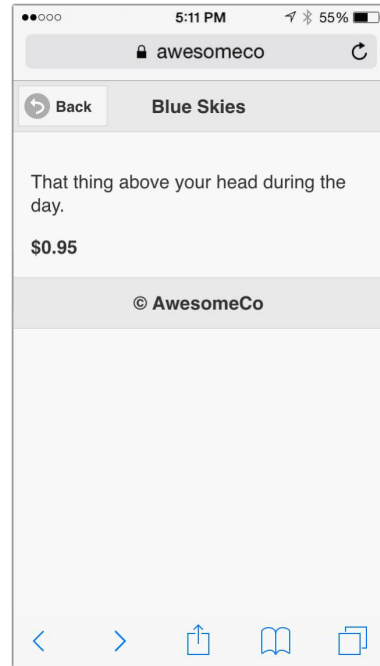 5:11 PM 55%
awesomeco
Back Blue Skies
That thing above your head during the
day.
$0.95
© AwesomeCo